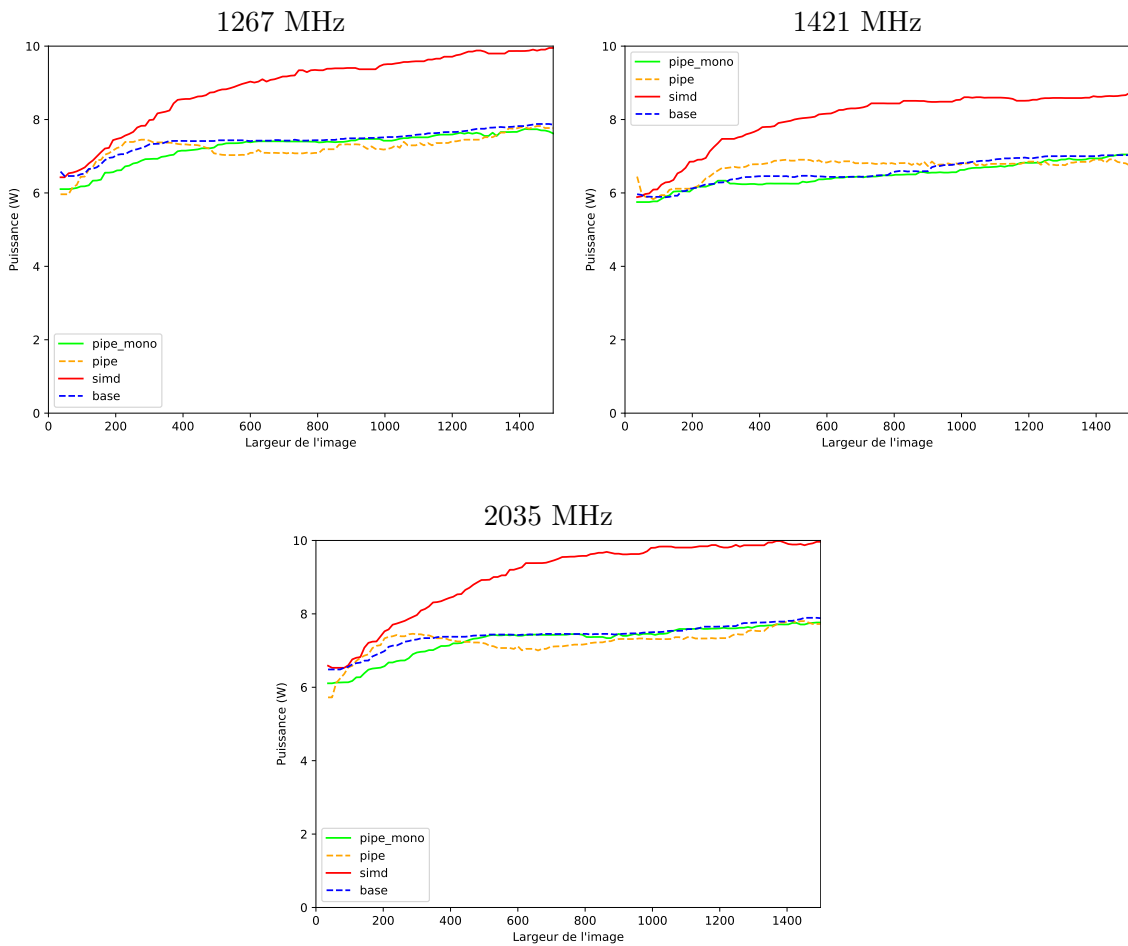 1267 MHz
1421 MHz
10
8
6
4
2
0
Puissance (W)
pipe_mono
pipe
simd
base
0 200 400 600 800 1000 1200 1400
Largeur de l'image
10
8
6
4
2
0
Puissance (W)
pipe_mono
pipe
simd
base
0 200 400 600 800 1000 1200 1400
Largeur de l'image
2035 MHz
10
8
6
4
2
0
Puissance (W)
pipe_mono
pipe
simd
base
0 200 400 600 800 1000 1200 1400
Largeur de l'image